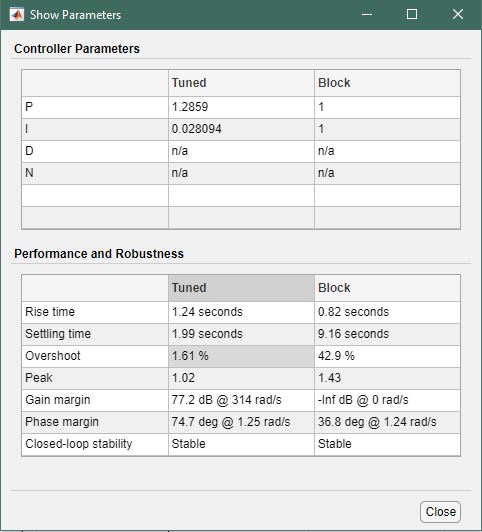 Show Parameters
Controller Parameters
Tuned Block
P 1.2859 1
I 0.028094 1
D n/a n/a
N n/a n/a
Performance and Robustness
Tuned Block
Rise time 1.24 seconds 0.82 seconds
Settling time 1.99 seconds 9.16 seconds
Overshoot 1.61 % 42.9 %
Peak 1.02 1.43
Gain margin 77.2 dB @ 314 rad/s -Inf dB @ 0 rad/s
Phase margin 74.7 deg @ 1.25 rad/s 36.8 deg @ 1.24 rad/s
Closed-loop stability Stable Stable
Close